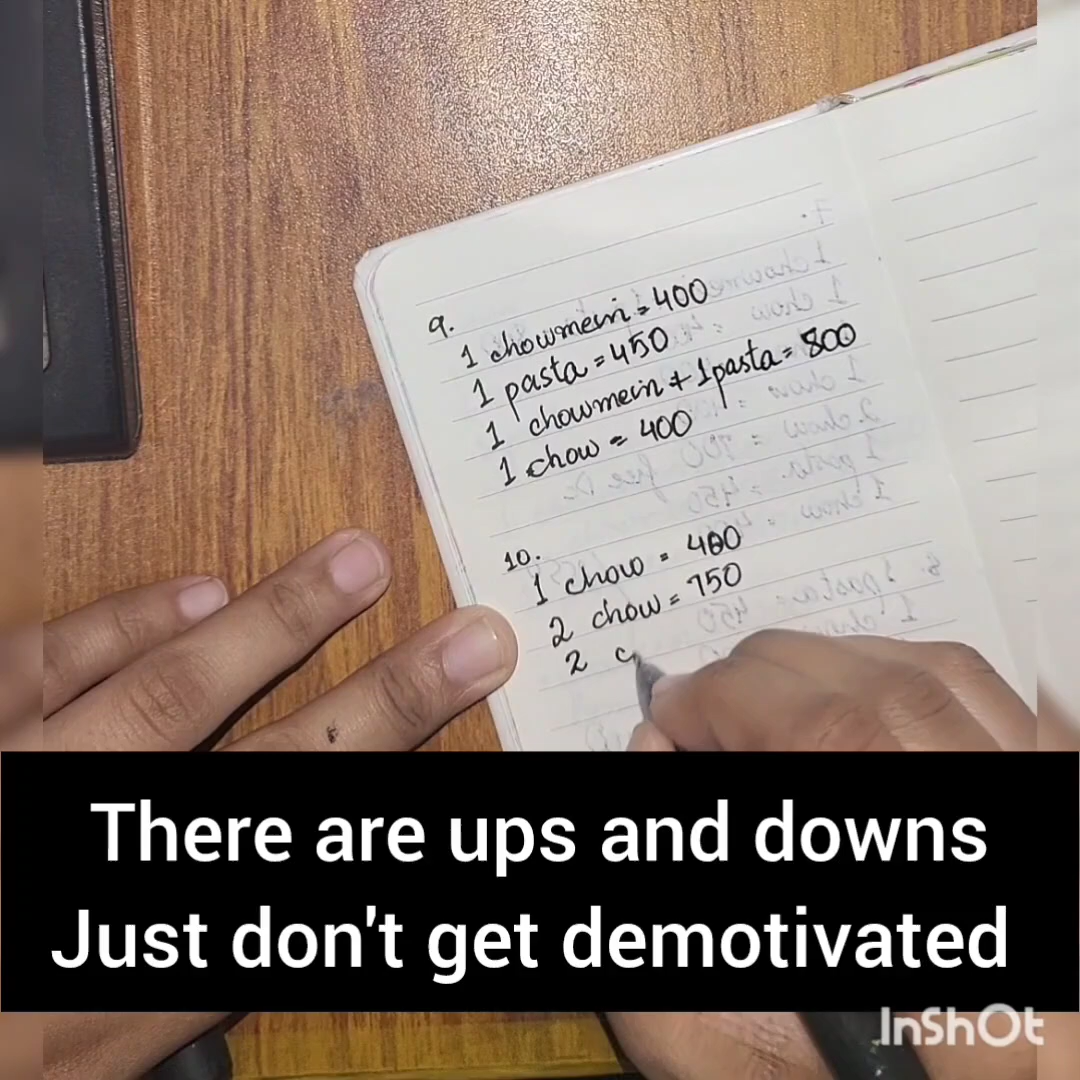 9.
1 chowmein = 400
1 pasta = 450
1 chowmein + 1 pasta = 800
1 chow = 400
10.
1 chow = 400
2 chow = 750
2 c
There are ups and downs
Just don't get demotivated
InShOt